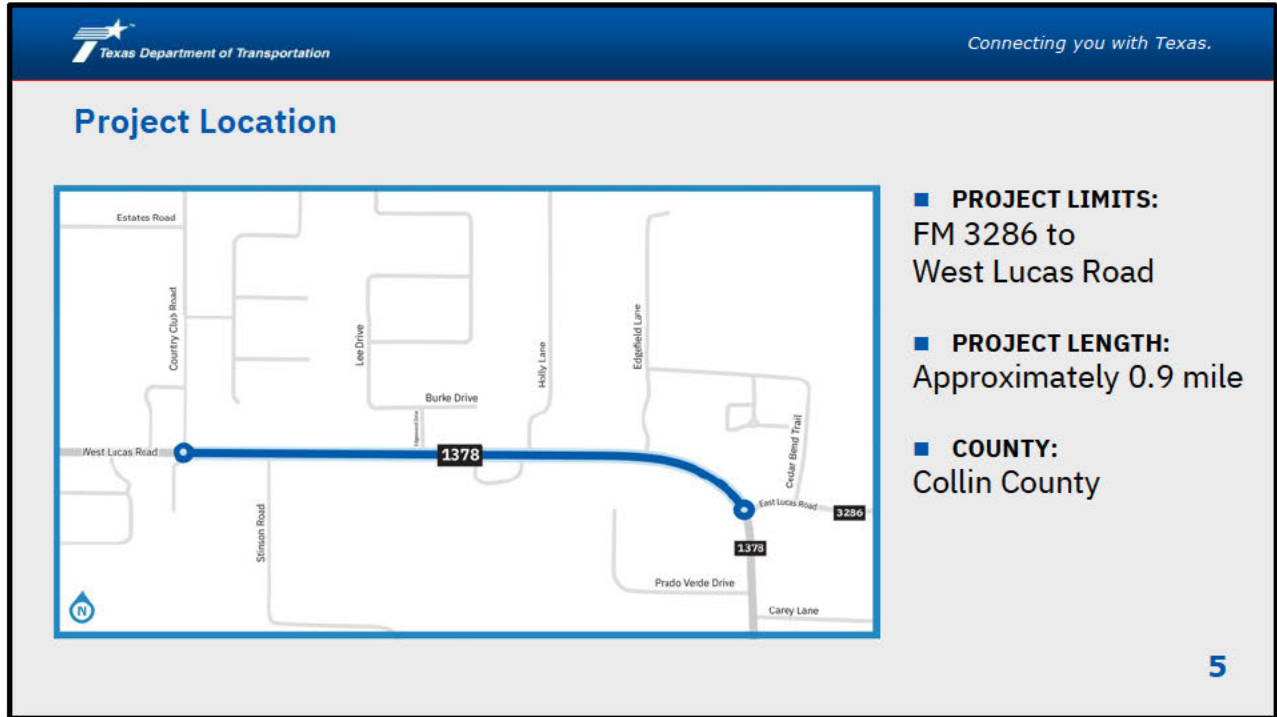 Texas Department of Transportation
Connecting you with Texas.
Project Location
Estates Road
Country Club Road
Lee Drive
Holly Lane
Edgefield Lane
Burke Drive
Edgewood Drive
Cedar Bend Trail
West Lucas Road
1378
East Lucas Road
3286
Stinson Road
1378
Prado Verde Drive
Carey Lane
N
PROJECT LIMITS:
FM 3286 to
West Lucas Road
PROJECT LENGTH:
Approximately 0.9 mile
COUNTY:
Collin County
5